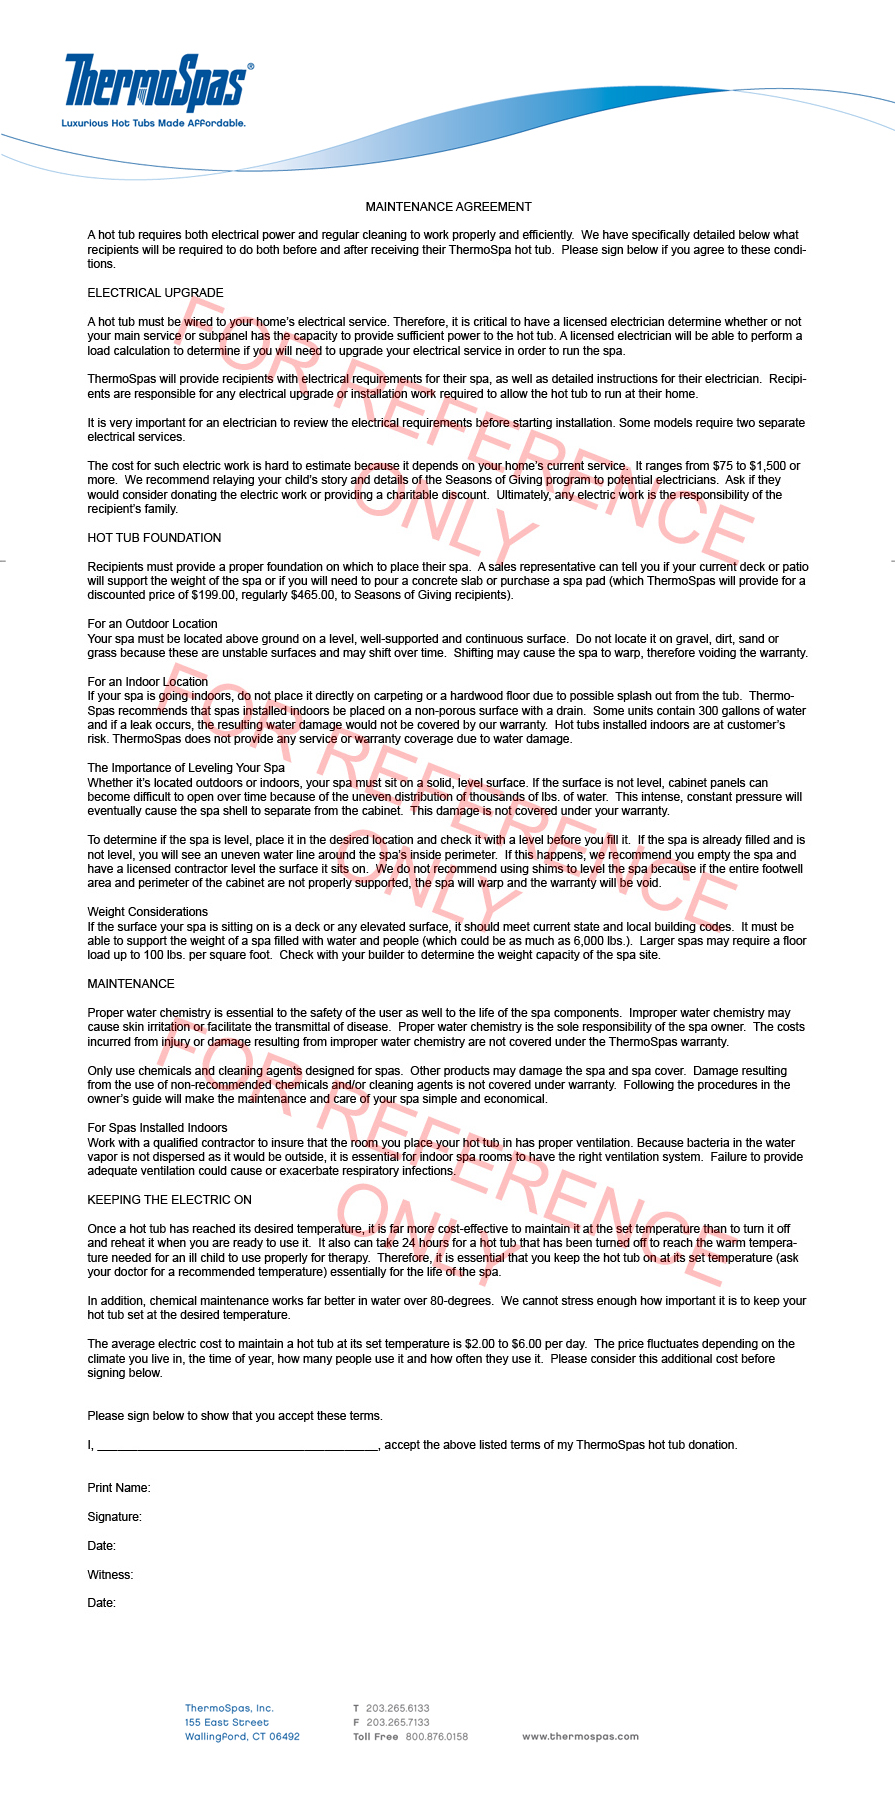 ThermoSpas®
Luxurious Hot Tubs Made Affordable.
MAINTENANCE AGREEMENT
A hot tub requires both electrical power and regular cleaning to work properly and efficiently.  We have specifically detailed below what
recipients will be required to do both before and after receiving their ThermoSpa hot tub.  Please sign below if you agree to these condi-
tions.
ELECTRICAL UPGRADE
A hot tub must be wired to your home's electrical service. Therefore, it is critical to have a licensed electrician determine whether or not
your main service or subpanel has the capacity to provide sufficient power to the hot tub. A licensed electrician will be able to perform a
load calculation to determine if you will need to upgrade your electrical service in order to run the spa.
ThermoSpas will provide recipients with electrical requirements for their spa, as well as detailed instructions for their electrician.  Recipi-
ents are responsible for any electrical upgrade or installation work required to allow the hot tub to run at their home.
It is very important for an electrician to review the electrical requirements before starting installation. Some models require two separate
electrical services.
The cost for such electric work is hard to estimate because it depends on your home's current service.  It ranges from $75 to $1,500 or
more.  We recommend relaying your child's story and details of the Seasons of Giving program to potential electricians.  Ask if they
would consider donating the electric work or providing a charitable discount.  Ultimately, any electric work is the responsibility of the
recipient's family.
FOR REFERENCE
ONLY
HOT TUB FOUNDATION
Recipients must provide a proper foundation on which to place their spa.  A sales representative can tell you if your current deck or patio
will support the weight of the spa or if you will need to pour a concrete slab or purchase a spa pad (which ThermoSpas will provide for a
discounted price of $199.00, regularly $465.00, to Seasons of Giving recipients).
For an Outdoor Location
Your spa must be located above ground on a level, well-supported and continuous surface.  Do not locate it on gravel, dirt, sand or
grass because these are unstable surfaces and may shift over time.  Shifting may cause the spa to warp, therefore voiding the warranty.
For an Indoor Location
If your spa is going indoors, do not place it directly on carpeting or a hardwood floor due to possible splash out from the tub.  Thermo-
Spas recommends that spas installed indoors be placed on a non-porous surface with a drain.  Some units contain 300 gallons of water
and if a leak occurs, the resulting water damage would not be covered by our warranty.  Hot tubs installed indoors are at customer's
risk. ThermoSpas does not provide any service or warranty coverage due to water damage.
The Importance of Leveling Your Spa
Whether it's located outdoors or indoors, your spa must sit on a solid, level surface. If the surface is not level, cabinet panels can
become difficult to open over time because of the uneven distribution of thousands of lbs. of water.  This intense, constant pressure will
eventually cause the spa shell to separate from the cabinet.  This damage is not covered under your warranty.
To determine if the spa is level, place it in the desired location and check it with a level before you fill it.  If the spa is already filled and is
not level, you will see an uneven water line around the spa's inside perimeter.  If this happens, we recommend you empty the spa and
have a licensed contractor level the surface it sits on.  We do not recommend using shims to level the spa because if the entire footwell
area and perimeter of the cabinet are not properly supported, the spa will warp and the warranty will be void.
FOR REFERENCE
ONLY
Weight Considerations
If the surface your spa is sitting on is a deck or any elevated surface, it should meet current state and local building codes.  It must be
able to support the weight of a spa filled with water and people (which could be as much as 6,000 lbs.).  Larger spas may require a floor
load up to 100 lbs. per square foot.  Check with your builder to determine the weight capacity of the spa site.
MAINTENANCE
Proper water chemistry is essential to the safety of the user as well to the life of the spa components.  Improper water chemistry may
cause skin irritation or facilitate the transmittal of disease.  Proper water chemistry is the sole responsibility of the spa owner.  The costs
incurred from injury or damage resulting from improper water chemistry are not covered under the ThermoSpas warranty.
Only use chemicals and cleaning agents designed for spas.  Other products may damage the spa and spa cover.  Damage resulting
from the use of non-recommended chemicals and/or cleaning agents is not covered under warranty.  Following the procedures in the
owner's guide will make the maintenance and care of your spa simple and economical.
For Spas Installed Indoors
Work with a qualified contractor to insure that the room you place your hot tub in has proper ventilation. Because bacteria in the water
vapor is not dispersed as it would be outside, it is essential for indoor spa rooms to have the right ventilation system.  Failure to provide
adequate ventilation could cause or exacerbate respiratory infections.
FOR REFERENCE
ONLY
KEEPING THE ELECTRIC ON
Once a hot tub has reached its desired temperature, it is far more cost-effective to maintain it at the set temperature than to turn it off
and reheat it when you are ready to use it.  It also can take 24 hours for a hot tub that has been turned off to reach the warm tempera-
ture needed for an ill child to use properly for therapy.  Therefore, it is essential that you keep the hot tub on at its set temperature (ask
your doctor for a recommended temperature) essentially for the life of the spa.
In addition, chemical maintenance works far better in water over 80-degrees.  We cannot stress enough how important it is to keep your
hot tub set at the desired temperature.
The average electric cost to maintain a hot tub at its set temperature is $2.00 to $6.00 per day.  The price fluctuates depending on the
climate you live in, the time of year, how many people use it and how often they use it.  Please consider this additional cost before
signing below.
Please sign below to show that you accept these terms.
I, __________________________________________, accept the above listed terms of my ThermoSpas hot tub donation.
Print Name:
Signature:
Date:
Witness:
Date:
ThermoSpas, Inc.
155 East Street
Wallingford, CT 06492
T 203.265.6133
F 203.265.7133
Toll Free 800.876.0158
www.thermospas.com